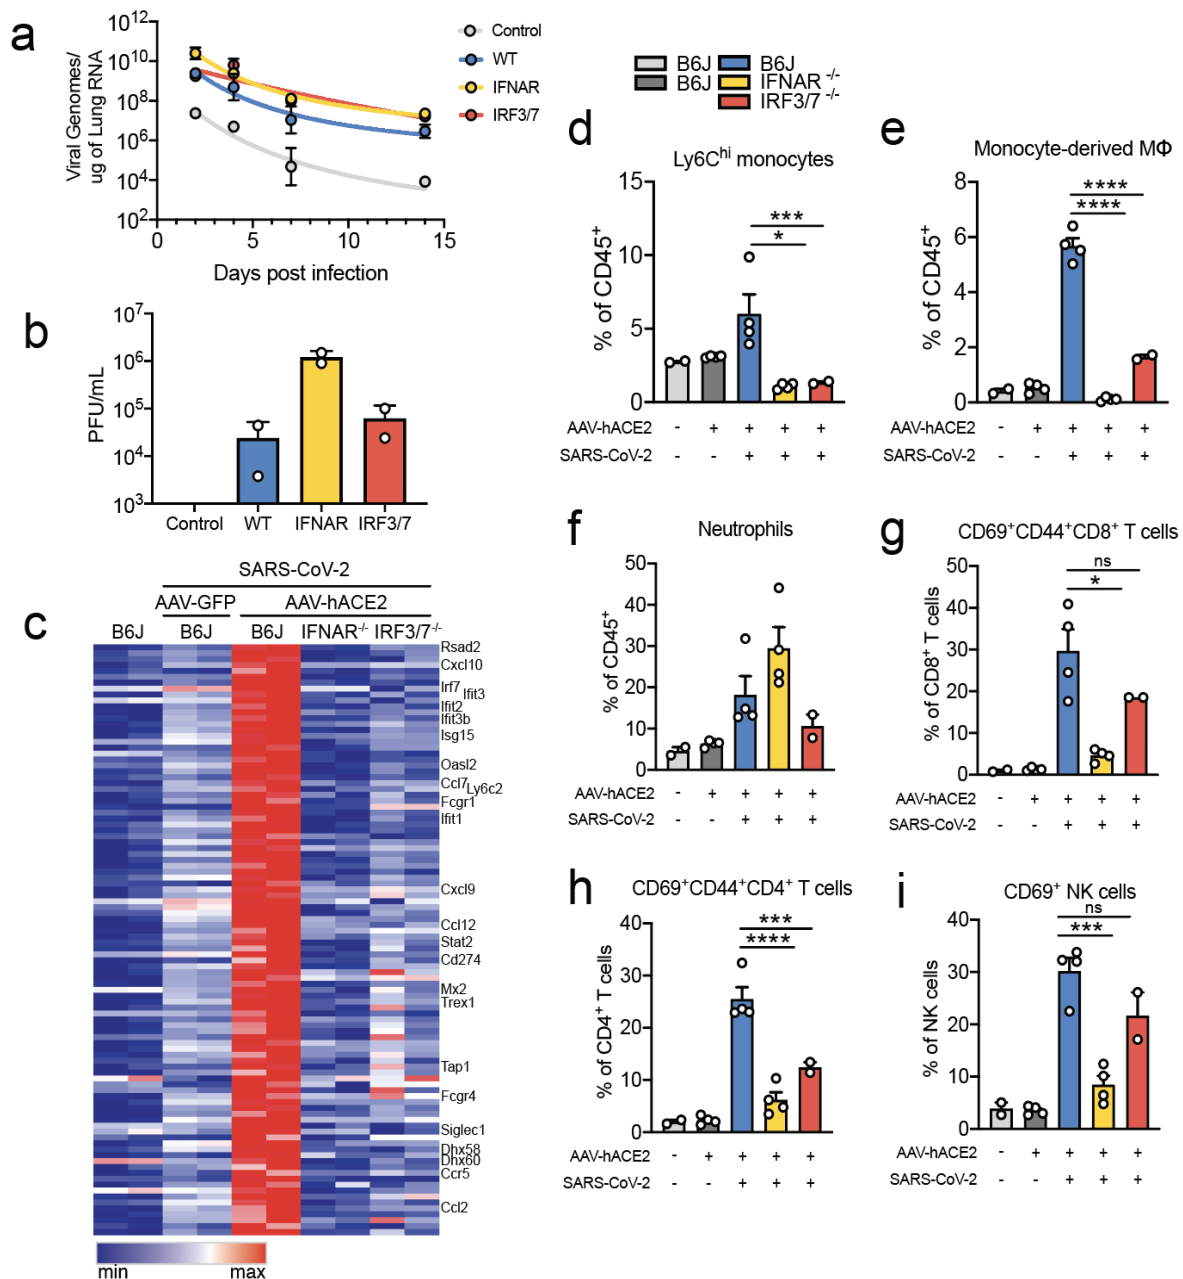 a
10^12
10^10
10^8
10^6
10^4
10^2
Viral Genomes/
ug of Lung RNA
0 5 10 15
Days post infection
Control
WT
IFNAR
IRF3/7
b
10^7
10^6
10^5
10^4
10^3
PFU/mL
Control WT IFNAR IRF3/7
c
SARS-CoV-2
AAV-GFP AAV-hACE2
B6J B6J B6J IFNAR-/- IRF3/7-/-
Rsad2
Cxcl10
Irf7
Ifit3
Ifit2
Ifit3b
Isg15
Oasl2
Ccl7
Ly6c2
Fcgr1
Ifit1
Cxcl9
Ccl12
Stat2
Cd274
Mx2
Trex1
Tap1
Fcgr4
Siglec1
Dhx58
Dhx60
Ccr5
Ccl2
min max
B6J B6J
B6J IFNAR -/-
IRF3/7 -/-
d
Ly6C^hi monocytes
15
10
5
0
% of CD45+
***
*
AAV-hACE2 - + + + +
SARS-CoV-2 - - + + +
e
Monocyte-derived MΦ
8
6
4
2
0
% of CD45+
****
****
AAV-hACE2 - + + + +
SARS-CoV-2 - - + + +
f
Neutrophils
50
40
30
20
10
0
% of CD45+
AAV-hACE2 - + + + +
SARS-CoV-2 - - + + +
g
CD69+CD44+CD8+ T cells
50
40
30
20
10
0
% of CD8+ T cells
ns
*
AAV-hACE2 - + + + +
SARS-CoV-2 - - + + +
h
CD69+CD44+CD4+ T cells
40
30
20
10
0
% of CD4+ T cells
***
****
AAV-hACE2 - + + + +
SARS-CoV-2 - - + + +
i
CD69+ NK cells
40
30
20
10
0
% of NK cells
ns
***
AAV-hACE2 - + + + +
SARS-CoV-2 - - + + +